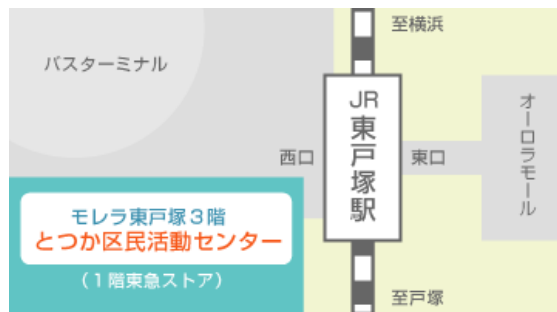 至横浜
バスターミナル
JR東戸塚駅
西口
東口
オーロラモール
モレラ東戸塚3階
とつか区民活動センター
(1階東急ストア)
至戸塚